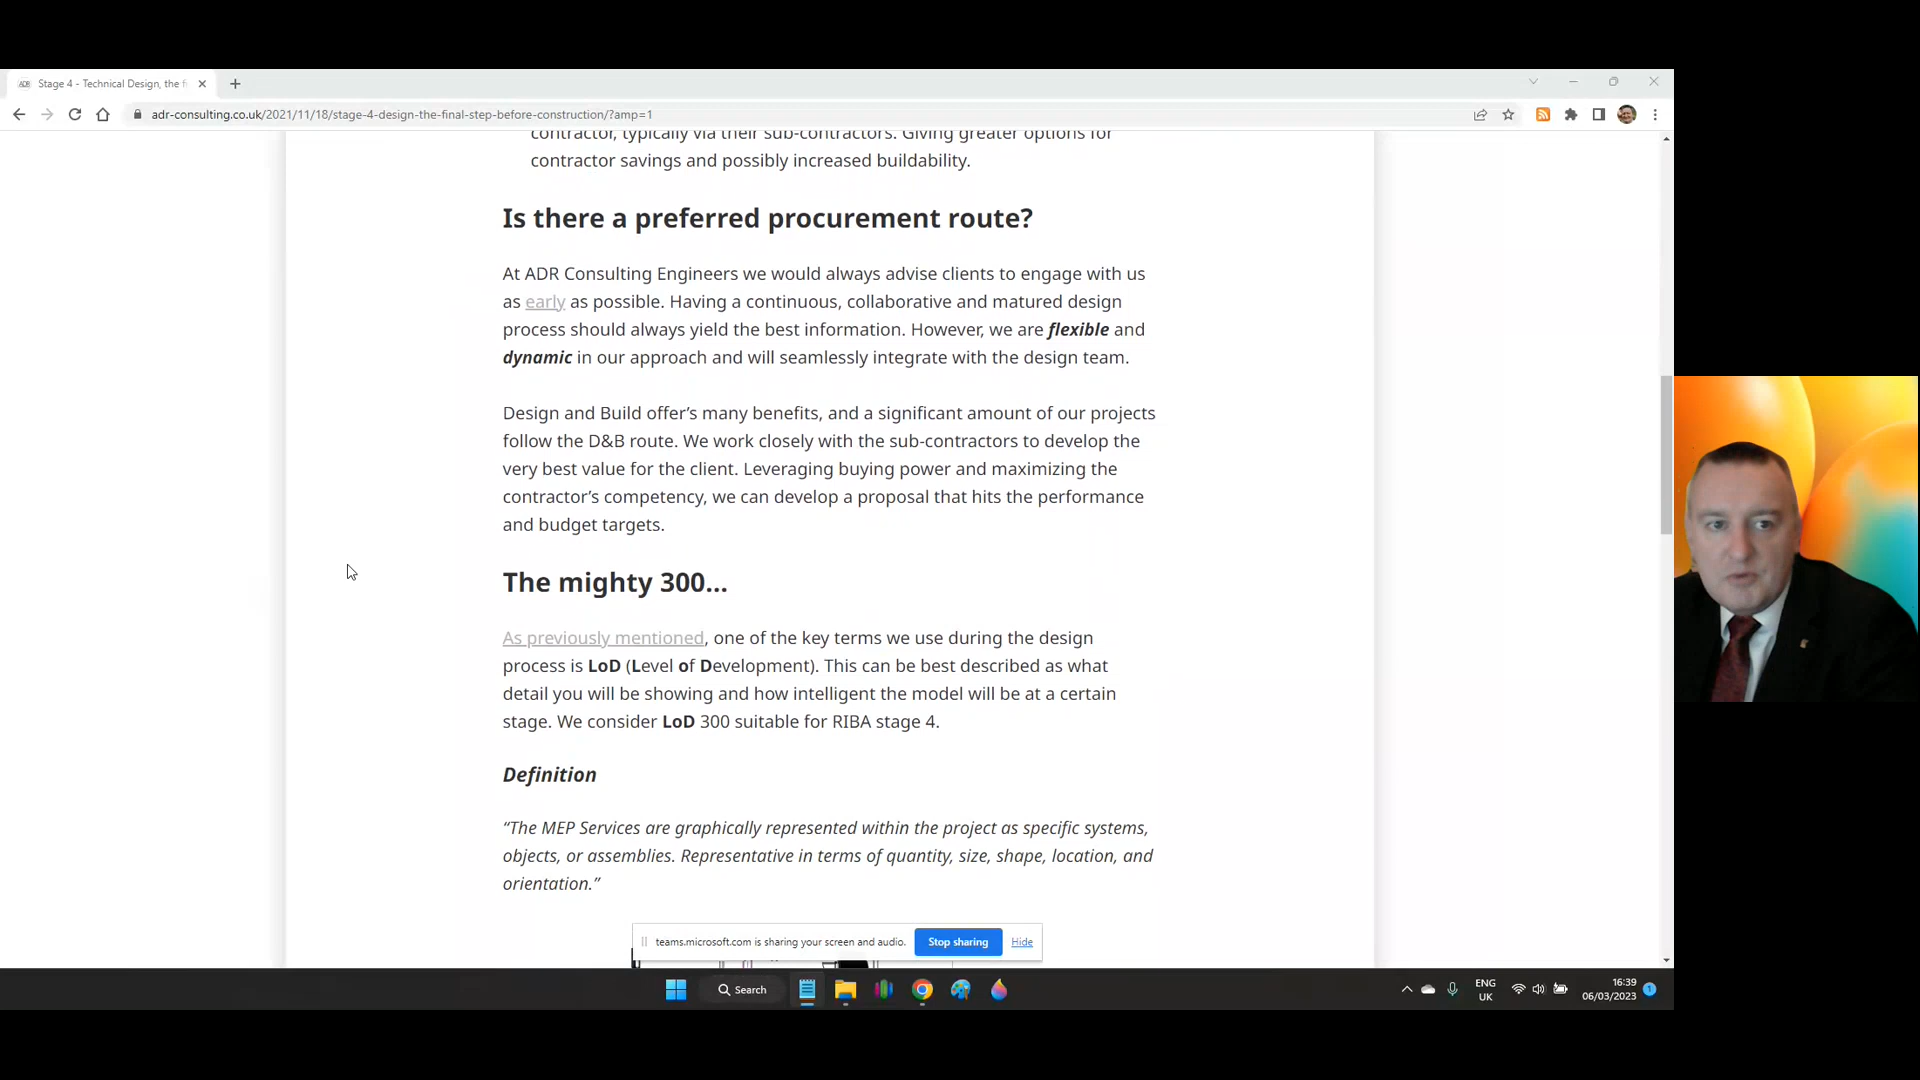 Stage 4 - Technical Design, the f
adr-consulting.co.uk/2021/11/18/stage-4-design-the-final-step-before-construction/?amp=1
contractor, typically via their sub-contractors. Giving greater options for
contractor savings and possibly increased buildability.
Is there a preferred procurement route?
At ADR Consulting Engineers we would always advise clients to engage with us
as early as possible. Having a continuous, collaborative and matured design
process should always yield the best information. However, we are flexible and
dynamic in our approach and will seamlessly integrate with the design team.
Design and Build offer’s many benefits, and a significant amount of our projects
follow the D&B route. We work closely with the sub-contractors to develop the
very best value for the client. Leveraging buying power and maximizing the
contractor’s competency, we can develop a proposal that hits the performance
and budget targets.
The mighty 300…
As previously mentioned, one of the key terms we use during the design
process is LoD (Level of Development). This can be best described as what
detail you will be showing and how intelligent the model will be at a certain
stage. We consider LoD 300 suitable for RIBA stage 4.
Definition
“The MEP Services are graphically represented within the project as specific systems,
objects, or assemblies. Representative in terms of quantity, size, shape, location, and
orientation.”
teams.microsoft.com is sharing your screen and audio. Stop sharing Hide
Search
ENG
UK
16:39
06/03/2023
1